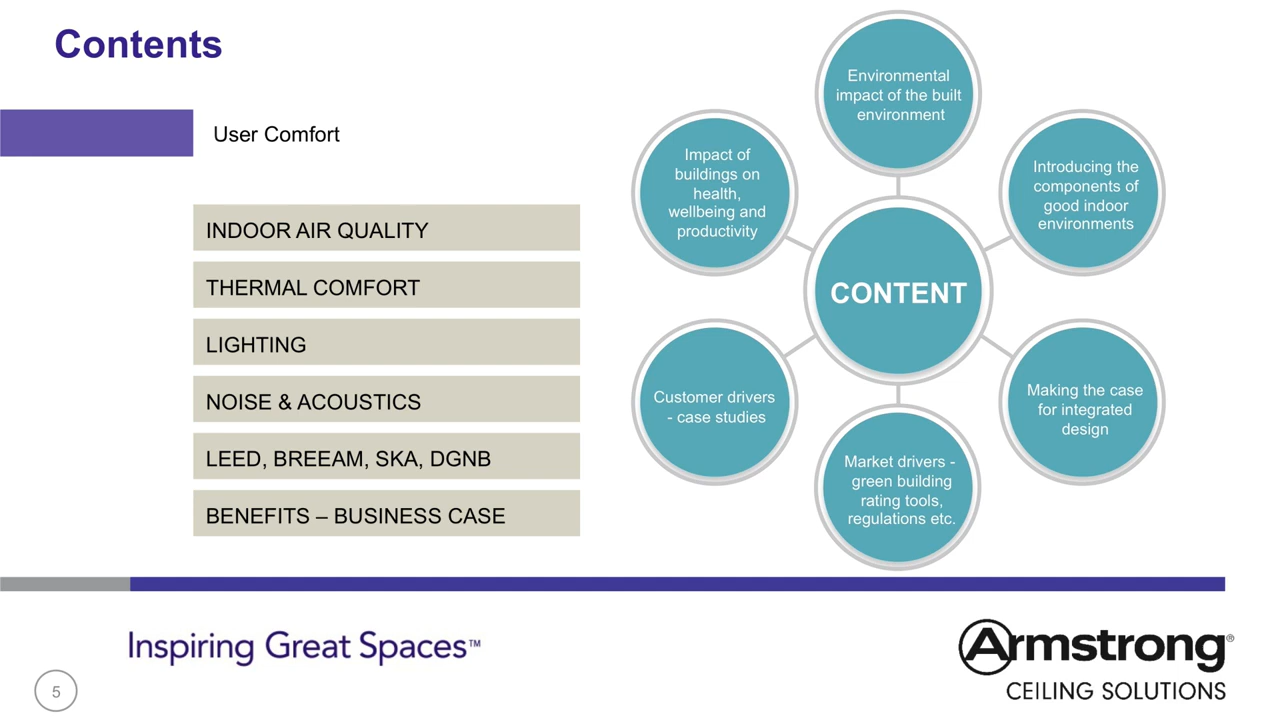 Contents
User Comfort
INDOOR AIR QUALITY
THERMAL COMFORT
LIGHTING
NOISE & ACOUSTICS
LEED, BREEAM, SKA, DGNB
BENEFITS – BUSINESS CASE
Environmental
impact of the built
environment
Impact of
buildings on
health,
wellbeing and
productivity
Introducing the
components of
good indoor
environments
CONTENT
Customer drivers
- case studies
Making the case
for integrated
design
Market drivers -
green building
rating tools,
regulations etc.
Inspiring Great Spaces™
Armstrong®
CEILING SOLUTIONS
5